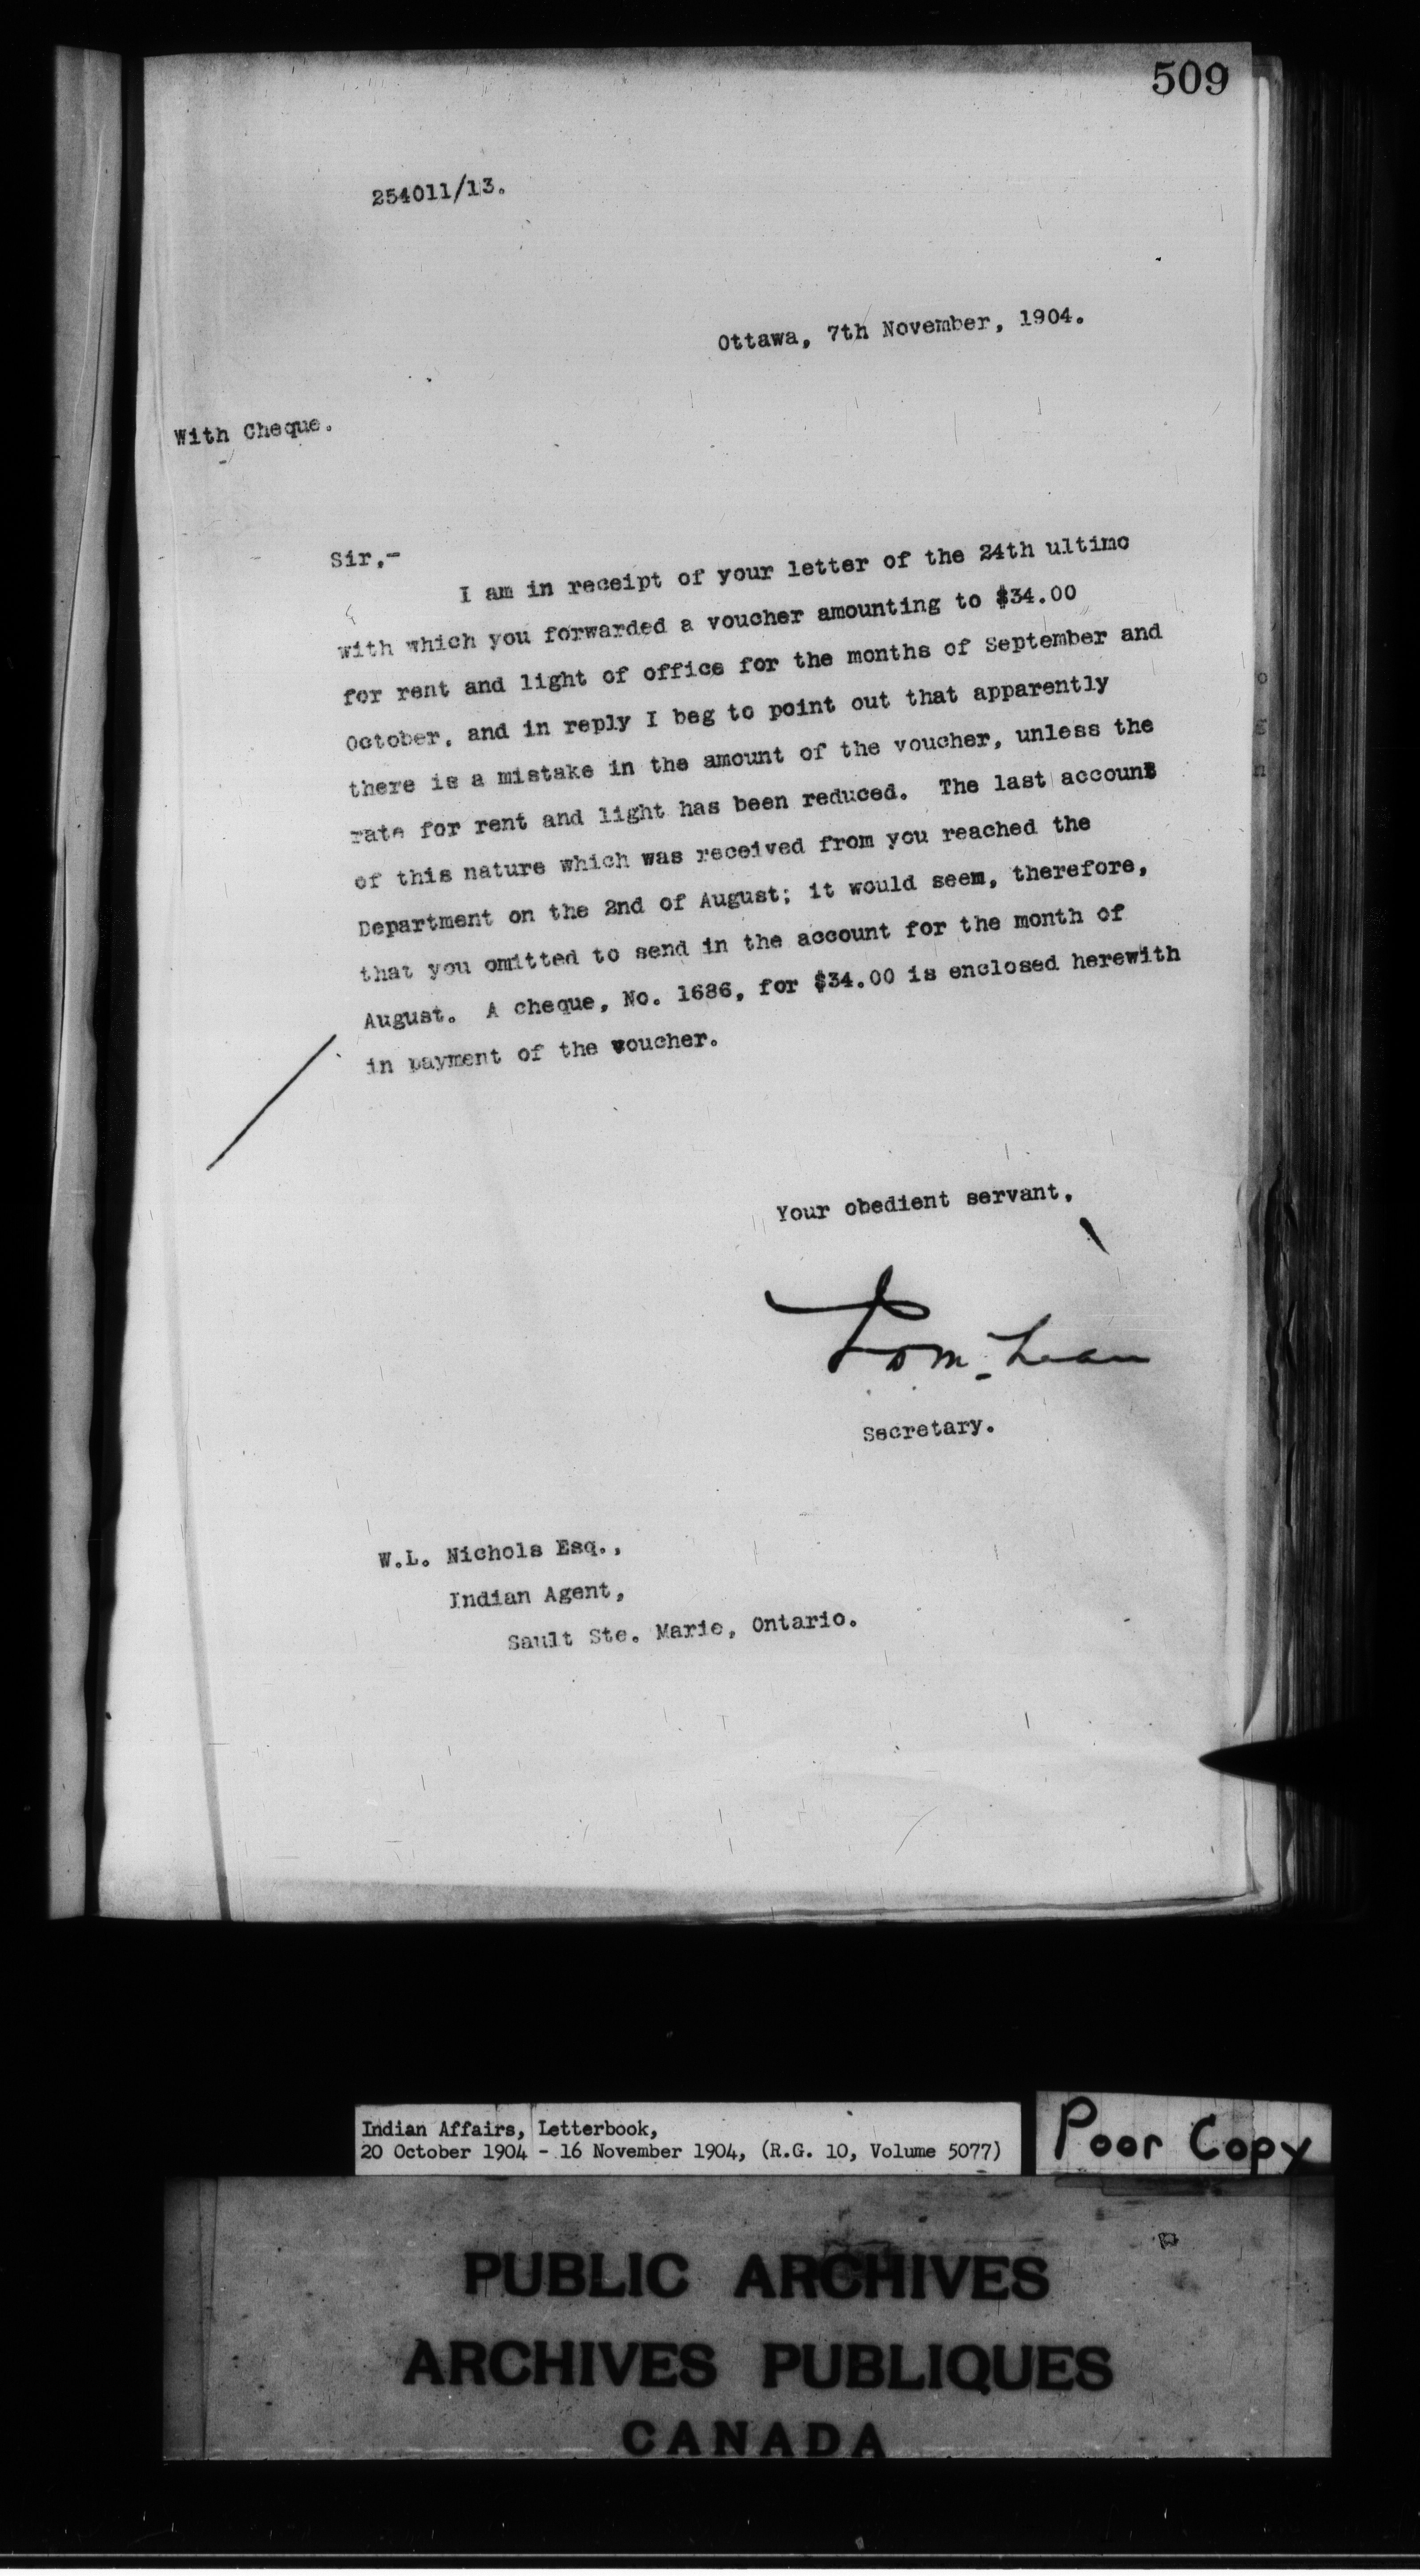 509
254011/13.
Ottawa, 7th November, 1904.
With Cheque.
Sir,-
I am in receipt of your letter of the 24th ultimo
with which you forwarded a voucher amounting to $34.00
for rent and light of office for the months of September and
October, and in reply I beg to point out that apparently
there is a mistake in the amount of the voucher, unless the
rate for rent and light has been reduced. The last account
of this nature which was received from you reached the
Department on the 2nd of August; it would seem, therefore,
that you omitted to send in the account for the month of
August. A cheque, No. 1686, for $34.00 is enclosed herewith
in payment of the voucher.
Your obedient servant,
Secretary.
W.L. Nichols Esq.,
Indian Agent,
Sault Ste. Marie, Ontario.
o
g
n
Indian Affairs, Letterbook,
20 October 1904 - 16 November 1904, (R.G. 10, Volume 5077)
Poor Copy
PUBLIC ARCHIVES
ARCHIVES PUBLIQUES
CANADA